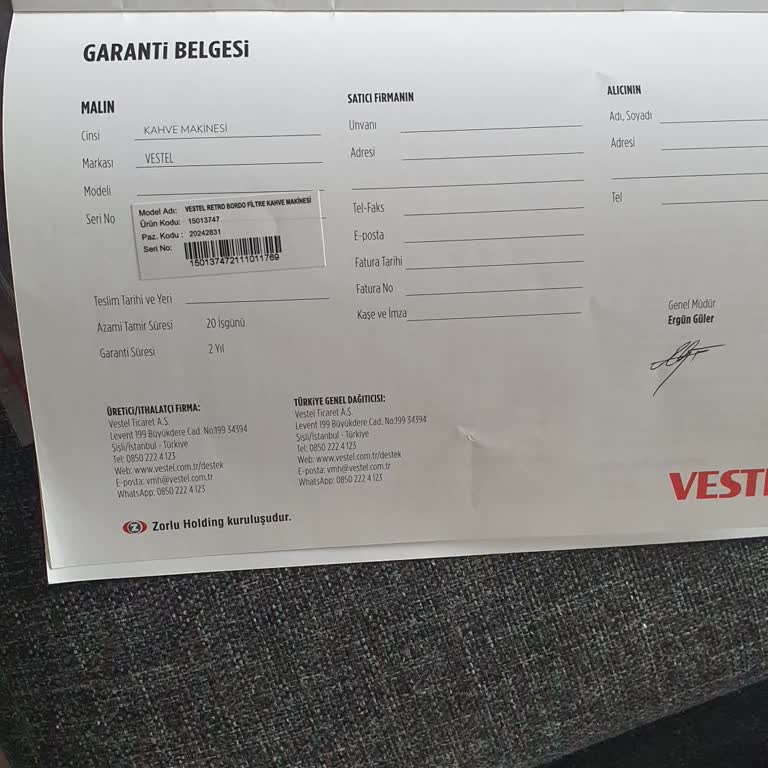 GARANTİ BELGESİ
MALIN
Cinsi KAHVE MAKİNESİ
Markası VESTEL
Modeli
Seri No
Model Adı: VESTEL RETRO BORDO FİLTRE KAHVE MAKİNESİ
Ürün Kodu: 15013747
Paz. Kodu : 20242831
Seri No:
150137472111011769
Teslim Tarihi ve Yeri
Azami Tamir Süresi 20 İşgünü
Garanti Süresi 2 Yıl
SATICI FİRMANIN
Unvanı
Adresi
Tel-Faks
E-posta
Fatura Tarihi
Fatura No
Kaşe ve İmza
ALICININ
Adı, Soyadı
Adresi
Tel
Genel Müdür
Ergün Güler
ÜRETİCİ/İTHALATÇI FİRMA:
Vestel Ticaret A.Ş.
Levent 199 Büyükdere Cad. No:199 34394
Şişli/İstanbul - Türkiye
Tel: 0850 222 4 123
Web: www.vestel.com.tr/destek
E-posta: vmh@vestel.com.tr
WhatsApp: 0850 222 4 123
TÜRKİYE GENEL DAĞITICISI:
Vestel Ticaret A.Ş.
Levent 199 Büyükdere Cad. No:199 34394
Şişli/İstanbul - Türkiye
Tel: 0850 222 4 123
Web: www.vestel.com.tr/destek
E-posta: vmh@vestel.com.tr
WhatsApp: 0850 222 4 123
VESTE
Zorlu Holding kuruluşudur.